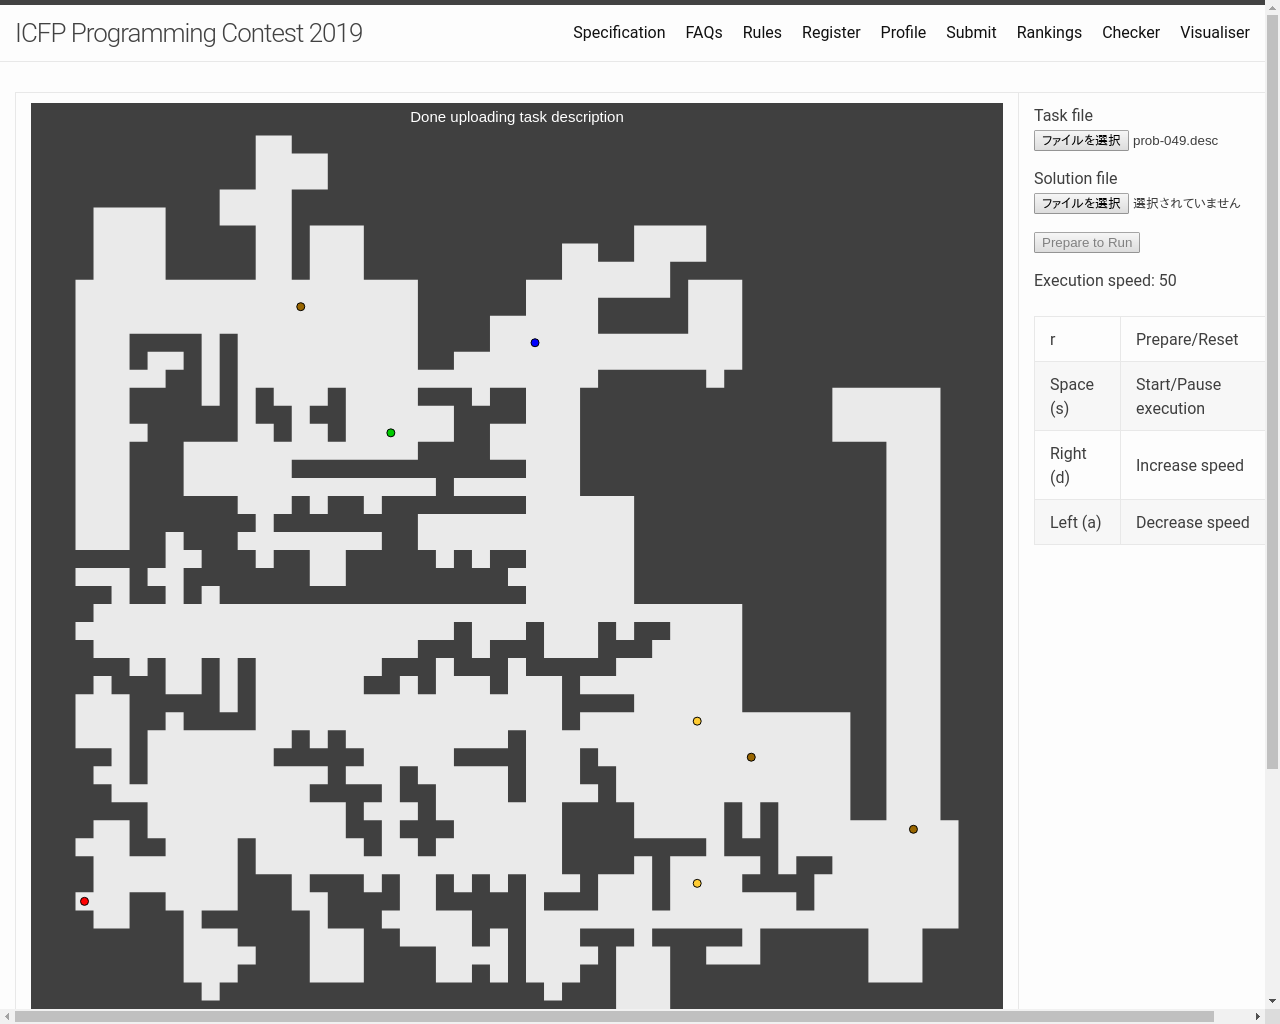 ICFP Programming Contest 2019
Specification FAQs Rules Register Profile Submit Rankings Checker Visualiser
Done uploading task description
Task file
ファイルを選択 prob-049.desc
Solution file
ファイルを選択 選択されていません
Prepare to Run
Execution speed: 50
r Prepare/Reset
Space (s) Start/Pause execution
Right (d) Increase speed
Left (a) Decrease speed